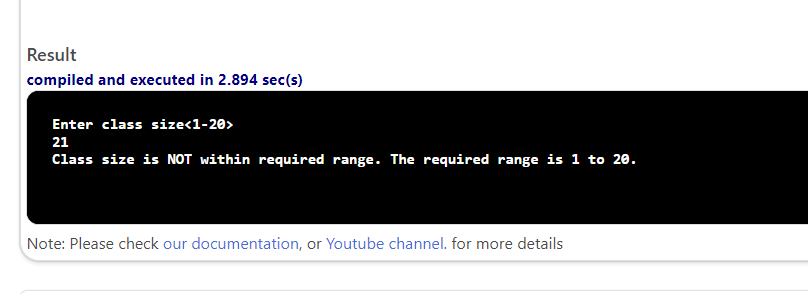 Result
compiled and executed in 2.894 sec(s)
Enter class size<1-20>
21
Class size is NOT within required range. The required range is 1 to 20.
Note: Please check our documentation, or Youtube channel. for more details